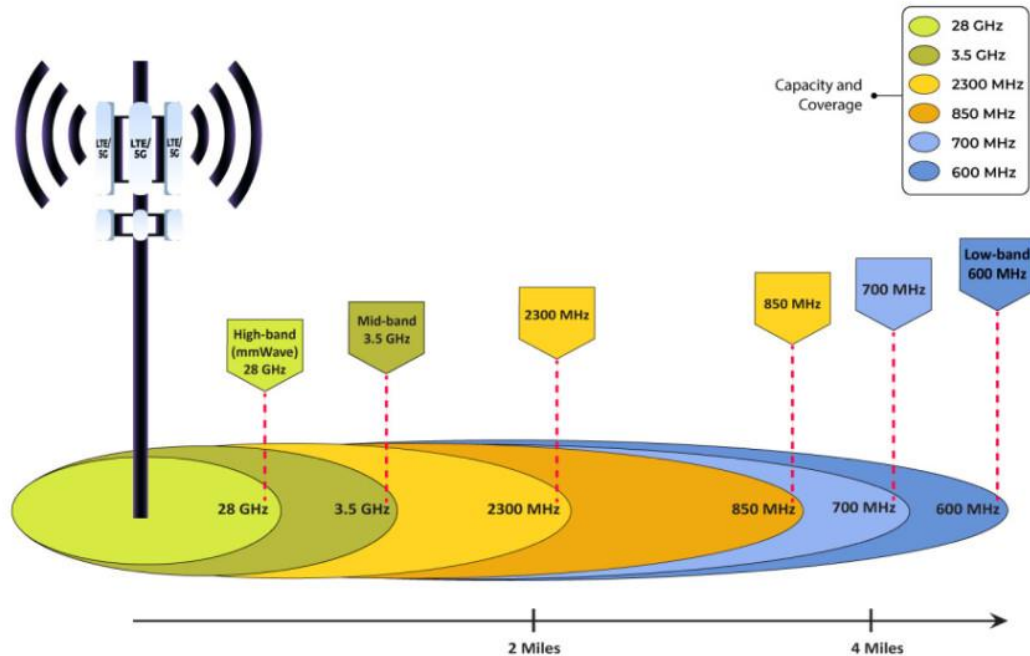 28 GHz
3.5 GHz
2300 MHz
850 MHz
700 MHz
600 MHz
Capacity and
Coverage
LTE/
5G
LTE/
5G
LTE/
5G
High-band
(mmWave)
28 GHz
Mid-band
3.5 GHz
2300 MHz
850 MHz
700 MHz
Low-band
600 MHz
28 GHz
3.5 GHz
2300 MHz
850 MHz
700 MHz
600 MHz
2 Miles
4 Miles